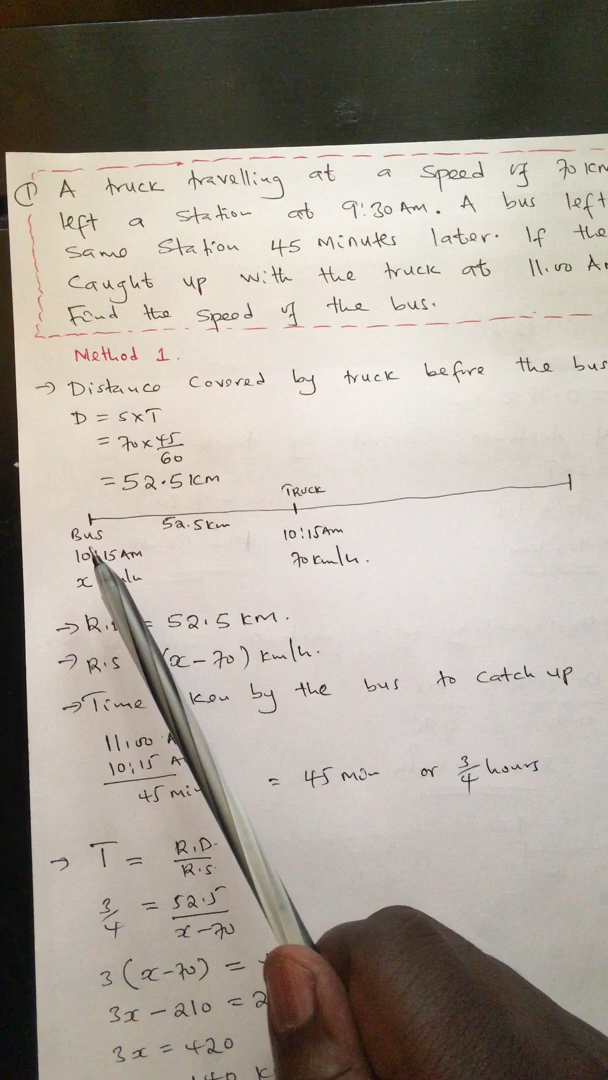 ① A truck travelling at a speed of 70 km
left a station at 9:30 AM. A bus left
same station 45 minutes later. If the
caught up with the truck at 11.00 A
Find the speed of the bus.
Method 1.
→ Distance covered by truck before the bus
D = S×T
= 70 × 45/60
= 52.5 km
TRUCK
52.5km
Bus
10:15AM
10:15AM
70 km/h.
x
→ = 52.5 KM.
→ R.S (x-70) km/h.
→ Time by the bus to catch up
11.00
10:15
45 = 45 min or 3/4 hours
→ T = R.D./R.S
3/4 = 52.5/x-70
3(x-70) =
3x - 210 = 2
3x = 420